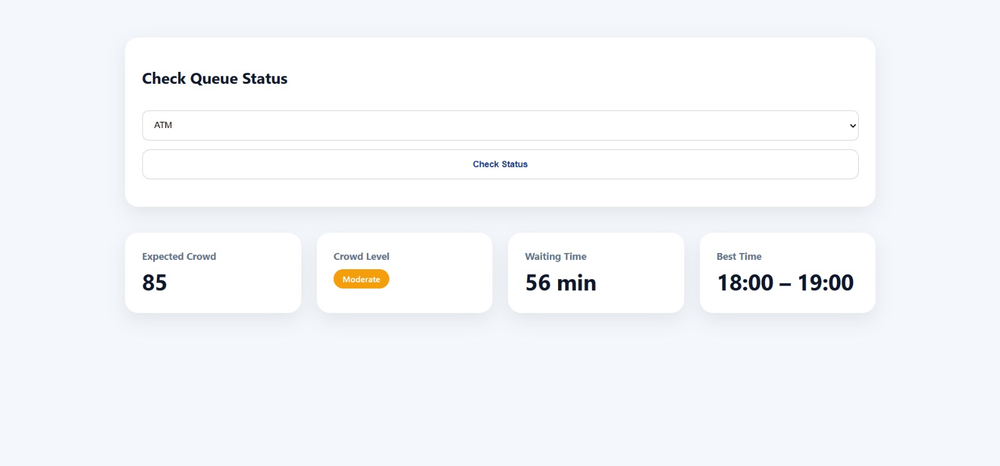 Check Queue Status
ATM
Check Status
Expected Crowd
85
Crowd Level
Moderate
Waiting Time
56 min
Best Time
18:00 – 19:00